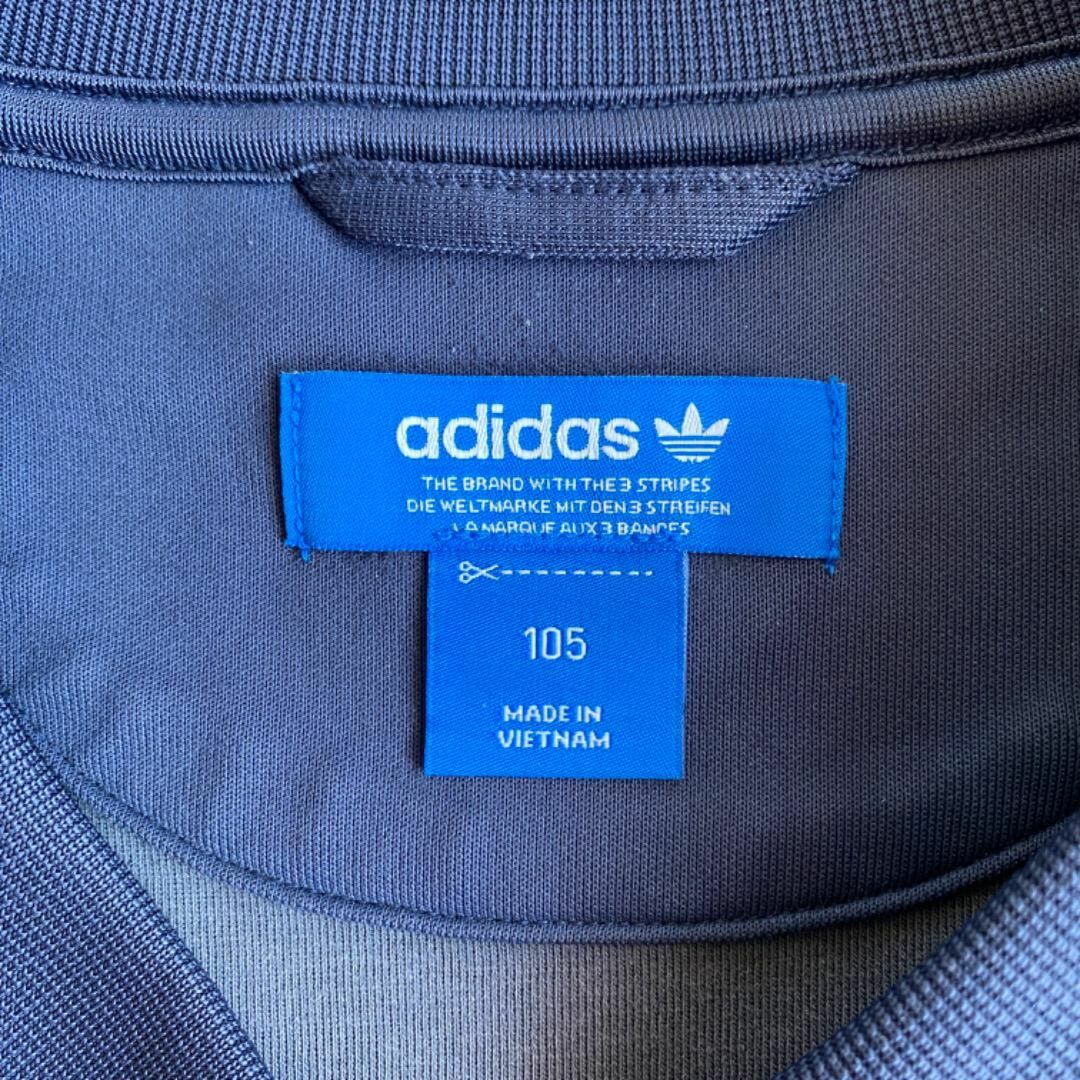 adidas
THE BRAND WITH THE 3 STRIPES
DIE WELTMARKE MIT DEN 3 STREIFEN
LA MARQUE AUX 3 BANDES
105
MADE IN
VIETNAM